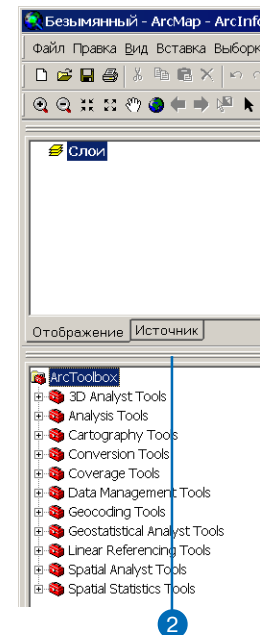 Безымянный - ArcMap - ArcInfo
Файл Правка Вид Вставка Выборк
Слои
Отображение Источник
ArcToolbox
3D Analyst Tools
Analysis Tools
Cartography Tools
Conversion Tools
Coverage Tools
Data Management Tools
Geocoding Tools
Geostatistical Analyst Tools
Linear Referencing Tools
Spatial Analyst Tools
Spatial Statistics Tools
2